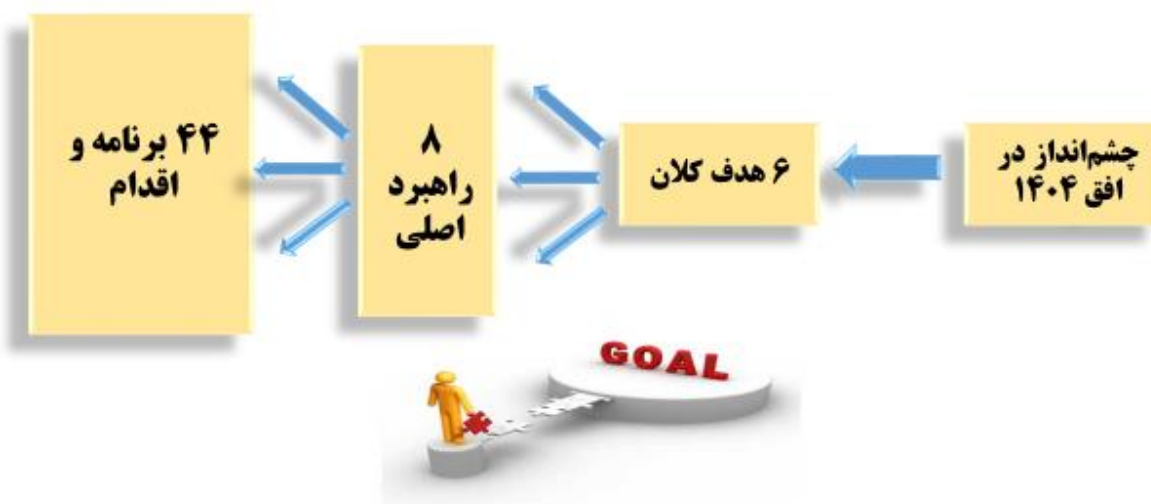 چشم‌انداز در
افق ۱۴۰۴
۶ هدف کلان
۸
راهبرد
اصلی
۴۴ برنامه و
اقدام
GOAL